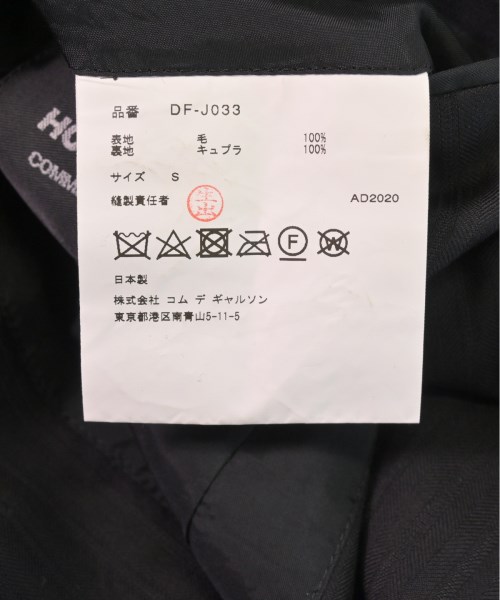 HO
COMM
品番 DF-J033
表地 毛 100%
裏地 キュプラ 100%
サイズ S
縫製責任者 生出 AD2020
F W
日本製
株式会社 コム デ ギャルソン
東京都港区南青山5-11-5